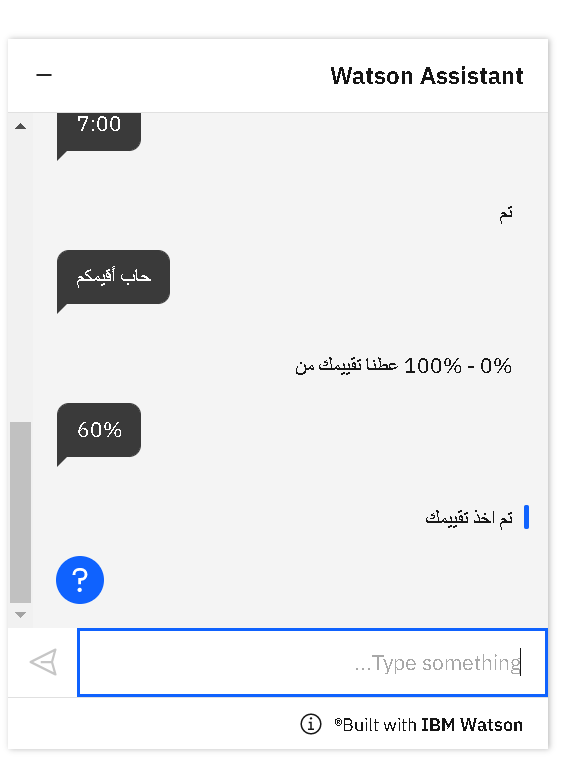 Watson Assistant
7:00
تم
حاب أقيمكم
عطنا تقييمك من 100% - 0%
60%
تم اخذ تقييمك
?
Type something...
Built with IBM Watson®